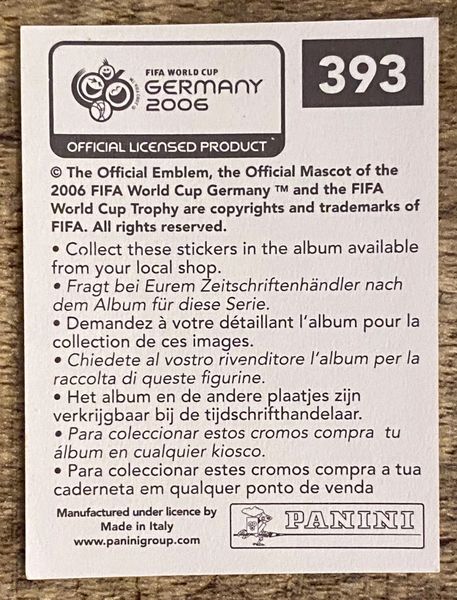 FIFA WORLD CUP
GERMANY
2006
OFFICIAL LICENSED PRODUCT
393
© The Official Emblem, the Official Mascot of the
2006 FIFA World Cup Germany ™ and the FIFA
World Cup Trophy are copyrights and trademarks of
FIFA. All rights reserved.
• Collect these stickers in the album available
from your local shop.
• Fragt bei Eurem Zeitschriftenhändler nach
dem Album für diese Serie.
• Demandez à votre détaillant l'album pour la
collection de ces images.
• Chiedete al vostro rivenditore l'album per la
raccolta di queste figurine.
• Het album en de andere plaatjes zijn
verkrijgbaar bij de tijdschrifthandelaar.
• Para coleccionar estos cromos compra tu
álbum en cualquier kiosco.
• Para coleccionar estes cromos compra a tua
caderneta em qualquer ponto de venda
Manufactured under licence by
Made in Italy
www.paninigroup.com
PANINI